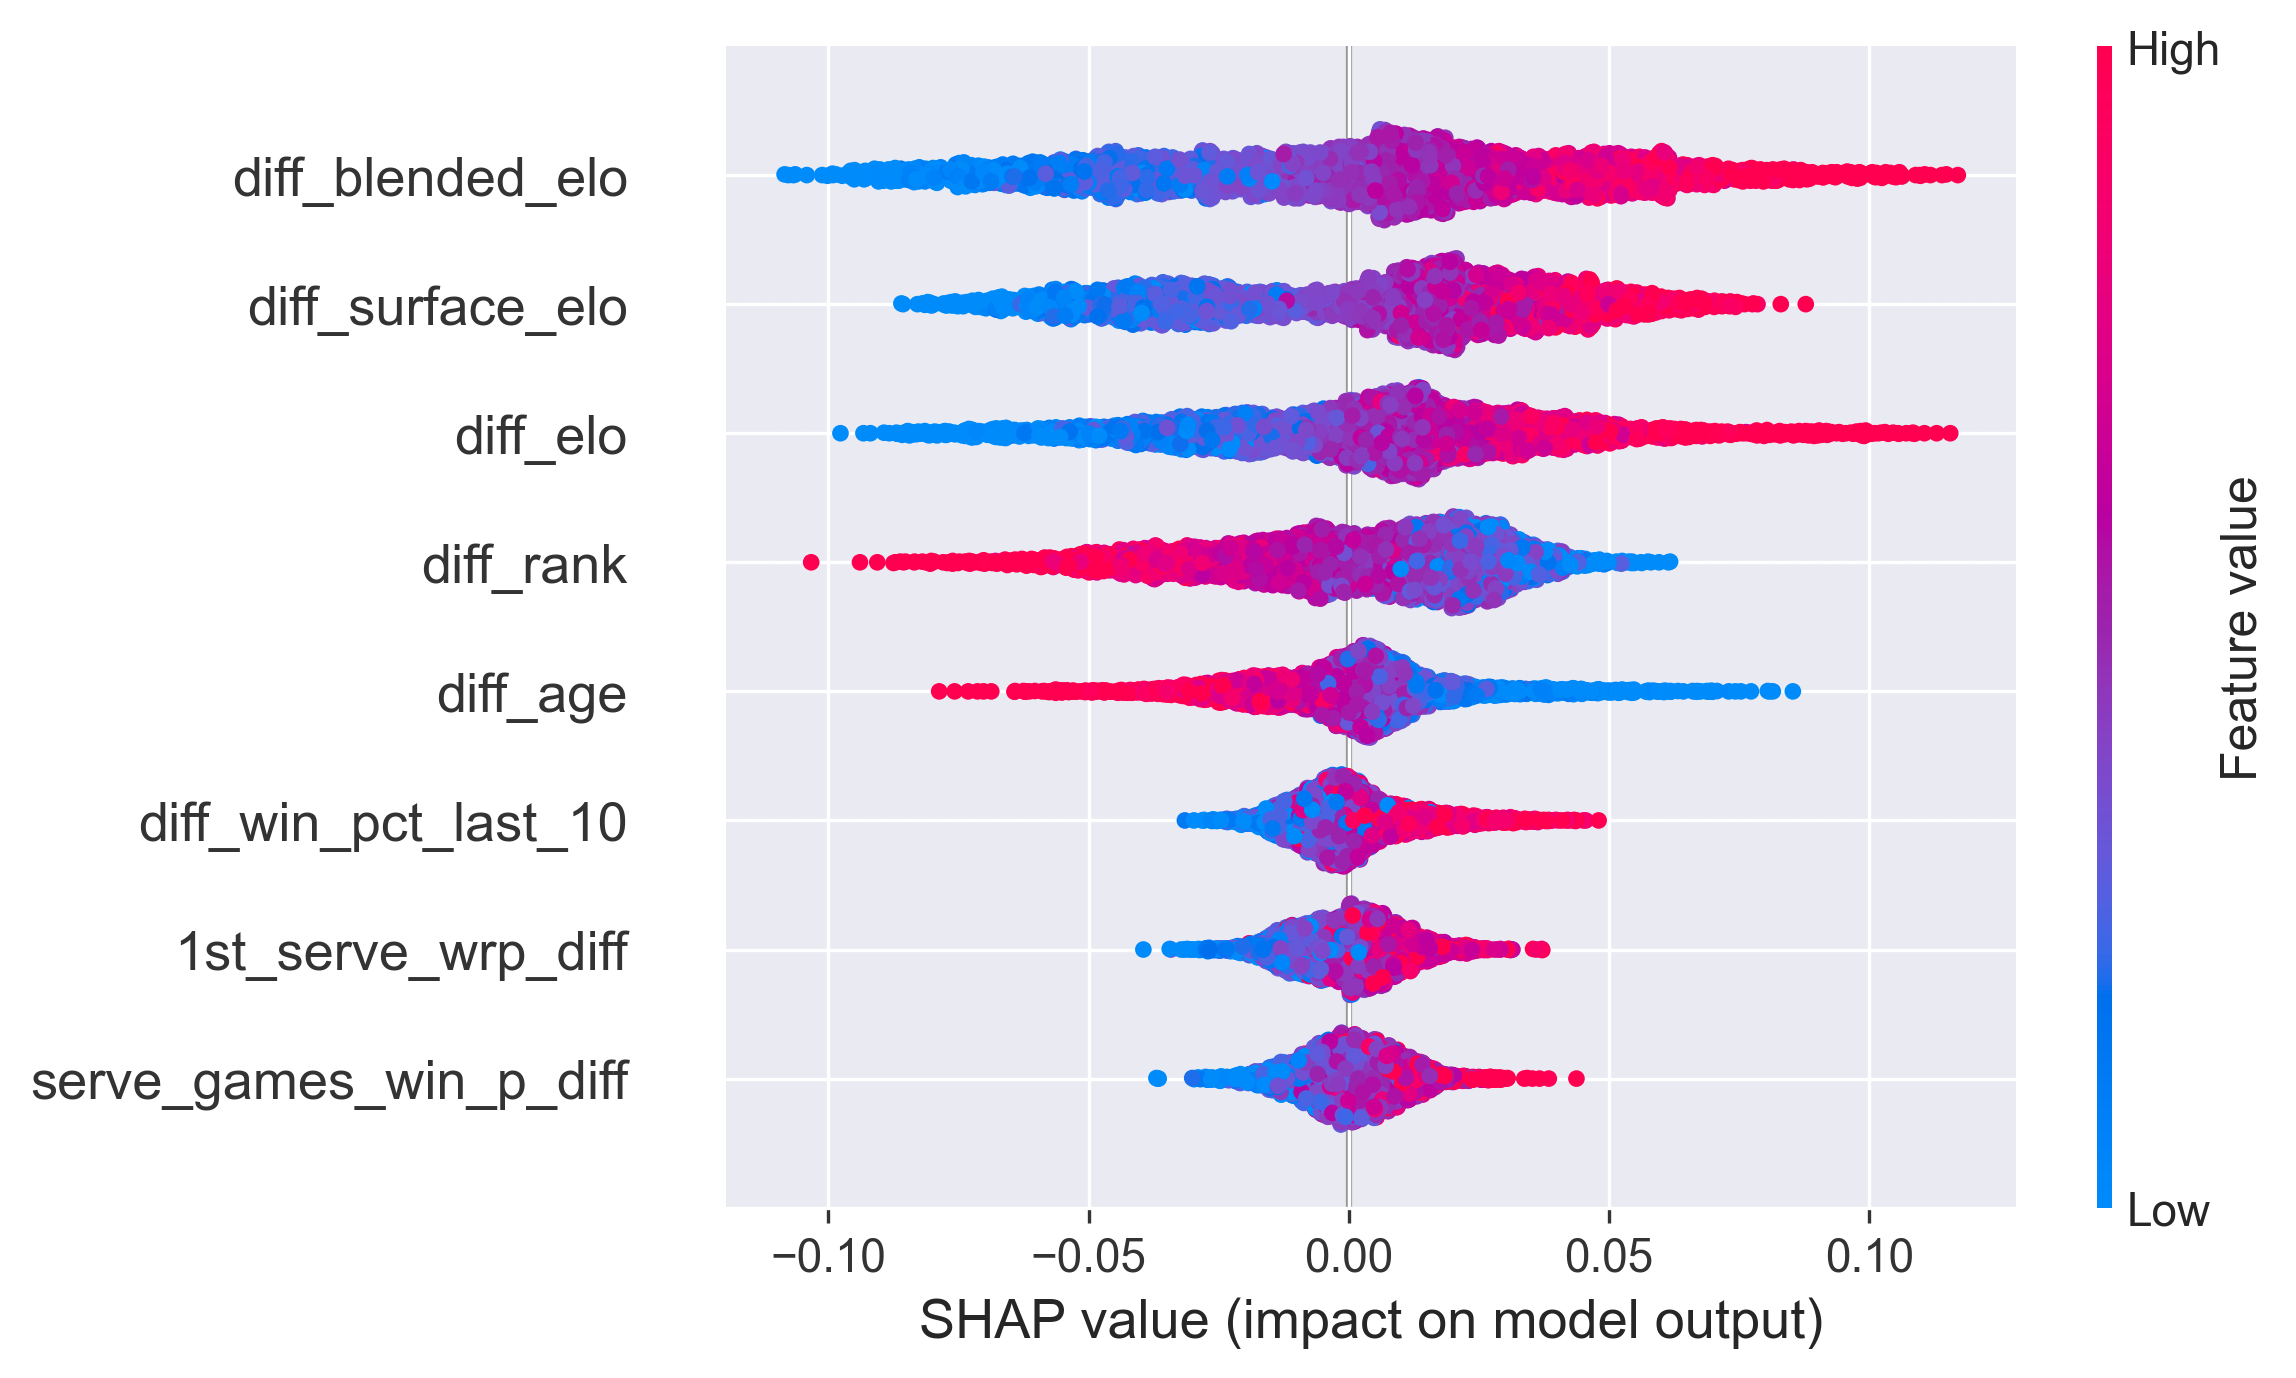 High
diff_blended_elo
diff_surface_elo
diff_elo
diff_rank
diff_age
diff_win_pct_last_10
1st_serve_wrp_diff
serve_games_win_p_diff
Feature value
Low
−0.10 −0.05 0.00 0.05 0.10
SHAP value (impact on model output)